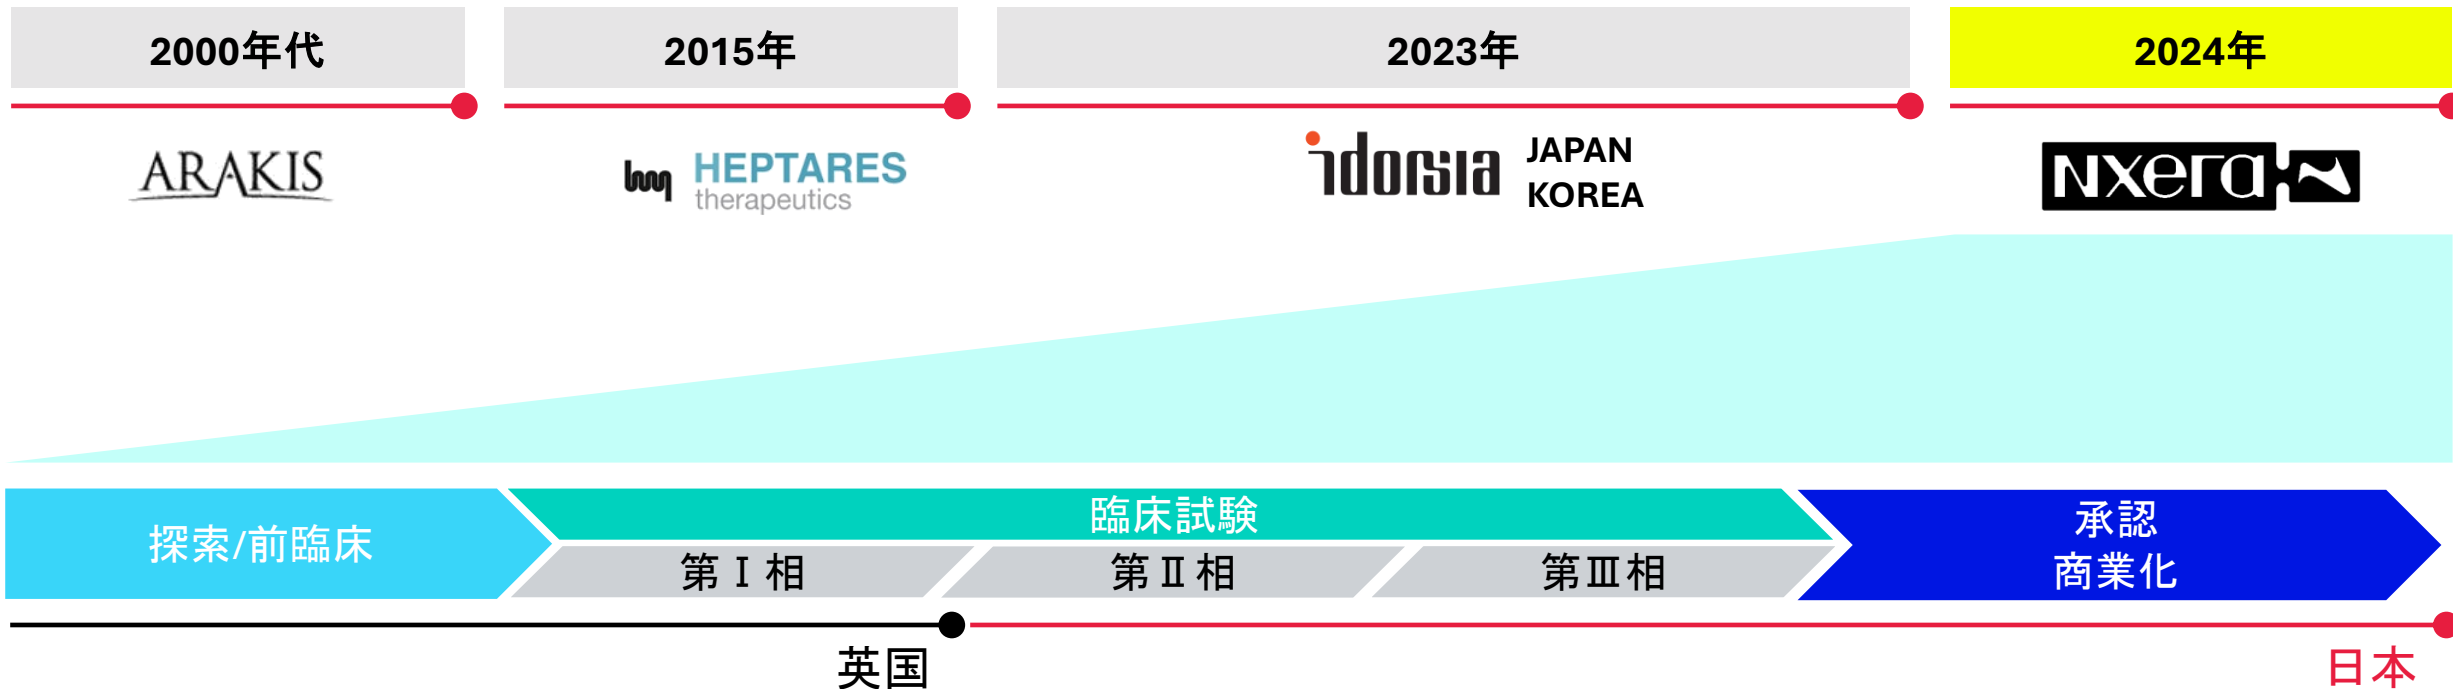 2000年代
2015年
2023年
2024年
ARAKIS
HEPTARES
therapeutics
idorsia
JAPAN
KOREA
NXera
探索/前臨床
臨床試験
第Ⅰ相
第Ⅱ相
第Ⅲ相
承認
商業化
英国
日本